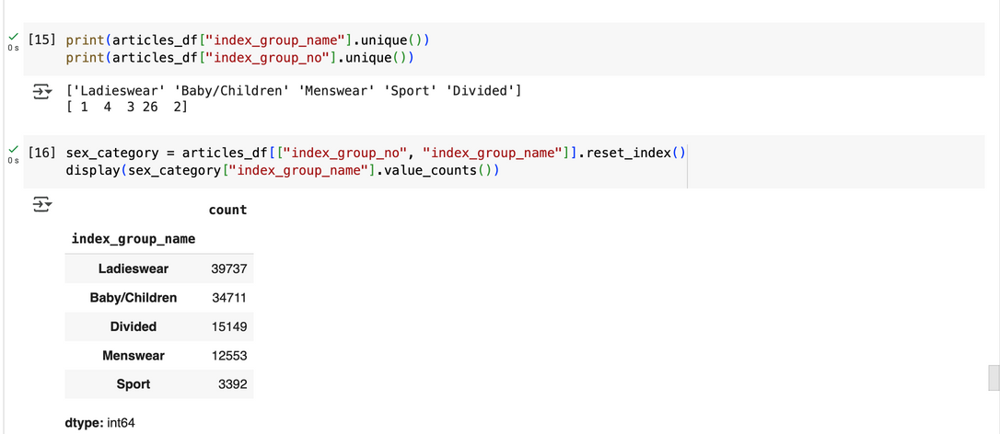 [15] print(articles_df["index_group_name"].unique())
0s
print(articles_df["index_group_no"].unique())
['Ladieswear' 'Baby/Children' 'Menswear' 'Sport' 'Divided']
[ 1  4  3 26  2]
[16] sex_category = articles_df[["index_group_no", "index_group_name"]].reset_index()
0s
display(sex_category["index_group_name"].value_counts())
count
index_group_name
Ladieswear 39737
Baby/Children 34711
Divided 15149
Menswear 12553
Sport 3392
dtype: int64